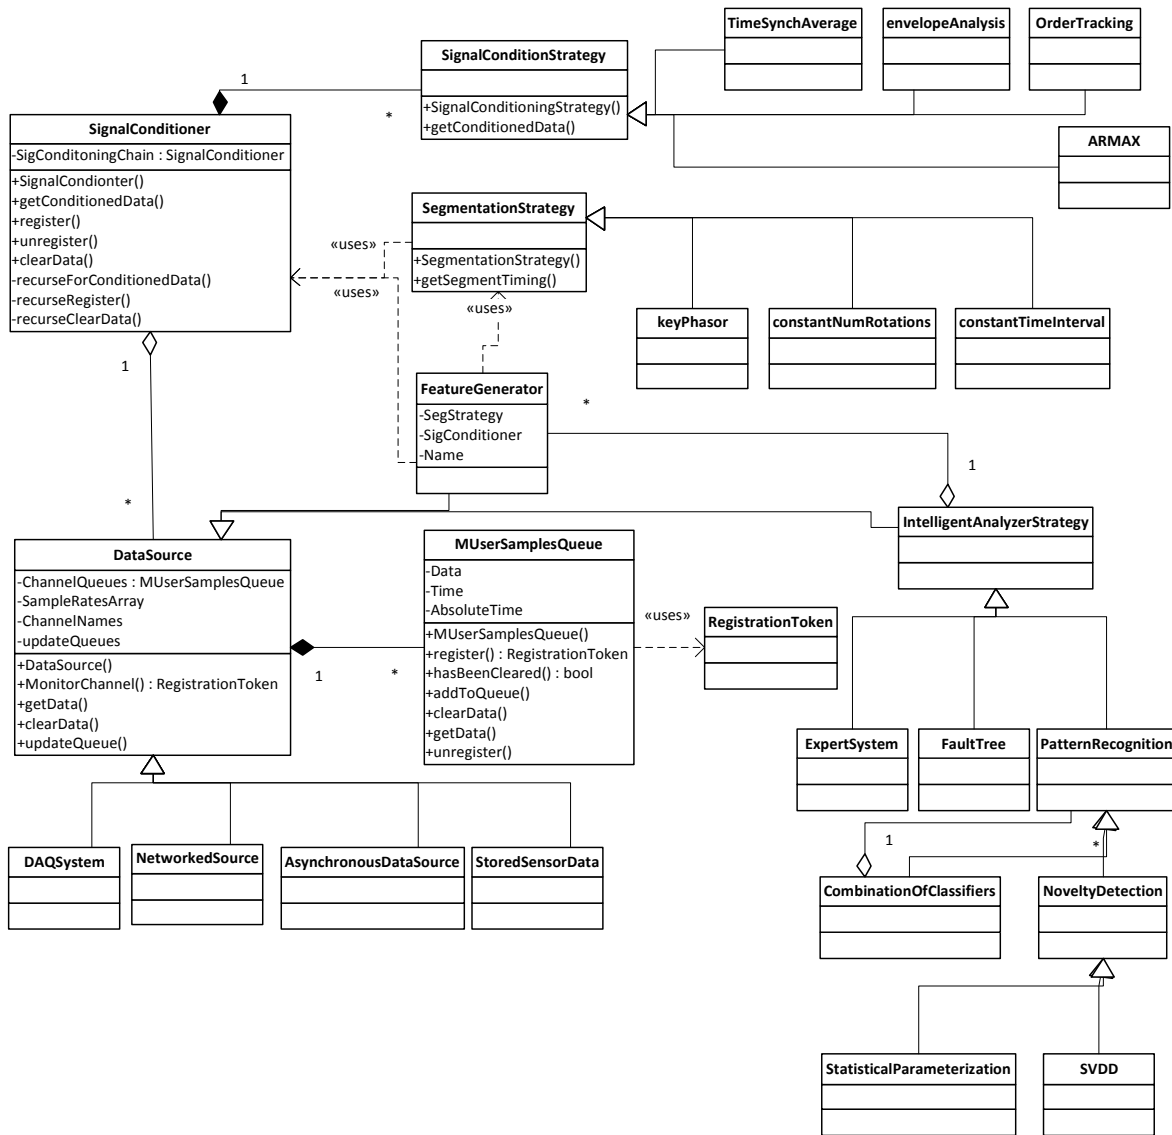 TimeSynchAverage
envelopeAnalysis
OrderTracking
SignalConditionStrategy
+SignalConditioningStrategy()
+getConditionedData()
1
*
ARMAX
SignalConditioner
-SigConditoningChain : SignalConditioner
+SignalCondionter()
+getConditionedData()
+register()
+unregister()
+clearData()
-recurseForConditionedData()
-recurseRegister()
-recurseClearData()
SegmentationStrategy
+SegmentationStrategy()
+getSegmentTiming()
«uses»
«uses»
«uses»
keyPhasor
constantNumRotations
constantTimeInterval
1
*
FeatureGenerator
-SegStrategy
-SigConditioner
-Name
*
1
IntelligentAnalyzerStrategy
DataSource
-ChannelQueues : MUserSamplesQueue
-SampleRatesArray
-ChannelNames
-updateQueues
+DataSource()
+MonitorChannel() : RegistrationToken
+getData()
+clearData()
+updateQueue()
1
*
MUserSamplesQueue
-Data
-Time
-AbsoluteTime
+MUserSamplesQueue()
+register() : RegistrationToken
+hasBeenCleared() : bool
+addToQueue()
+clearData()
+getData()
+unregister()
«uses»
RegistrationToken
ExpertSystem
FaultTree
PatternRecognition
DAQSystem
NetworkedSource
AsynchronousDataSource
StoredSensorData
1
*
CombinationOfClassifiers
NoveltyDetection
StatisticalParameterization
SVDD